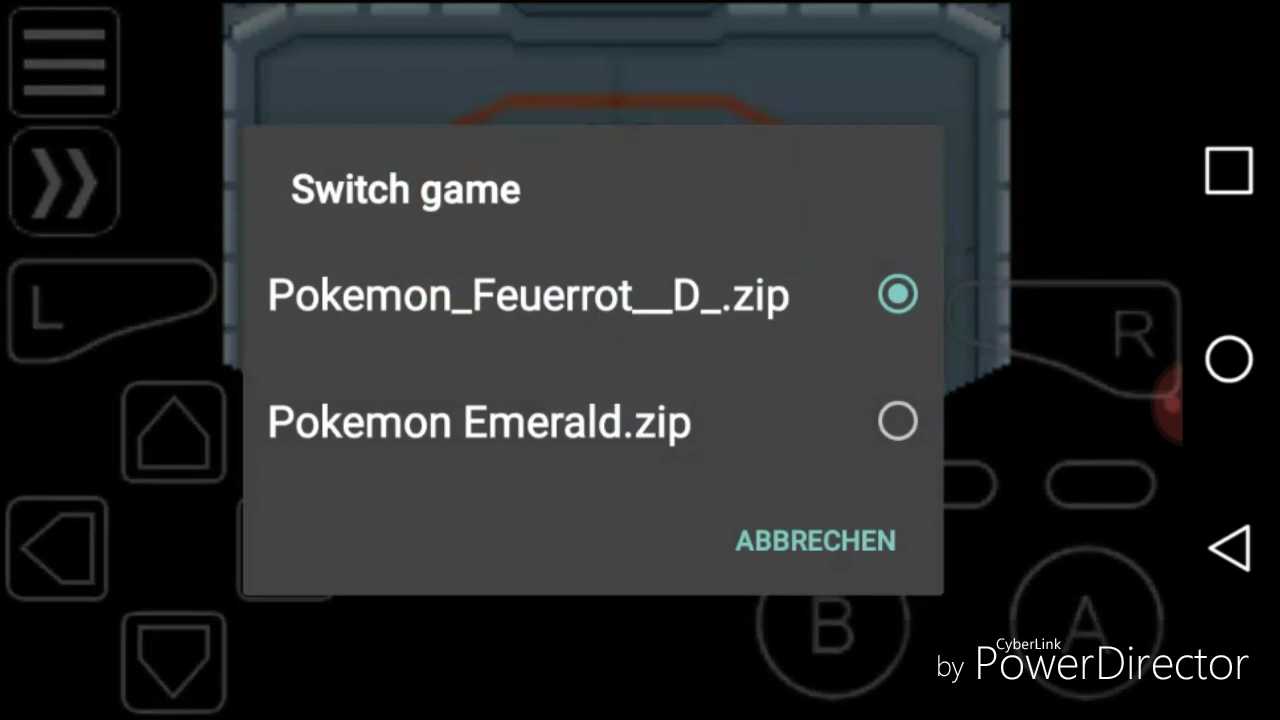 Switch game
Pokemon_Feuerrot__D_.zip
Pokemon Emerald.zip
ABBRECHEN
L
R
B
A
CyberLink
by PowerDirector